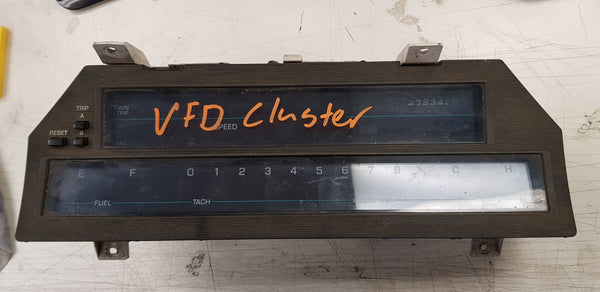 TRIP
A
B
RESET
TWIN
TRIP
VFD Cluster
273342
SPEED
E F 0 1 2 3 4 5 6 7 8 C H
FUEL TACH x1000r/min